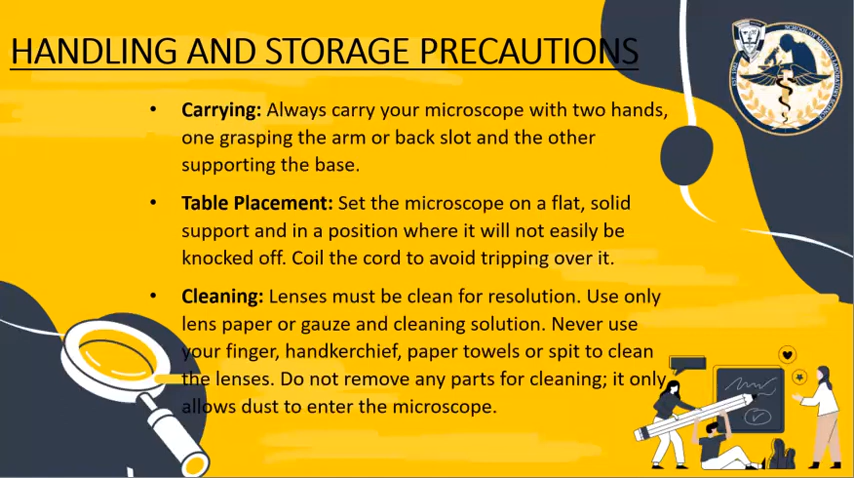 HANDLING AND STORAGE PRECAUTIONS
• Carrying: Always carry your microscope with two hands,
one grasping the arm or back slot and the other
supporting the base.
• Table Placement: Set the microscope on a flat, solid
support and in a position where it will not easily be
knocked off. Coil the cord to avoid tripping over it.
• Cleaning: Lenses must be clean for resolution. Use only
lens paper or gauze and cleaning solution. Never use
your finger, handkerchief, paper towels or spit to clean
the lenses. Do not remove any parts for cleaning; it only
allows dust to enter the microscope.
SCHOOL OF MEDICAL LABORATORY SCIENCE